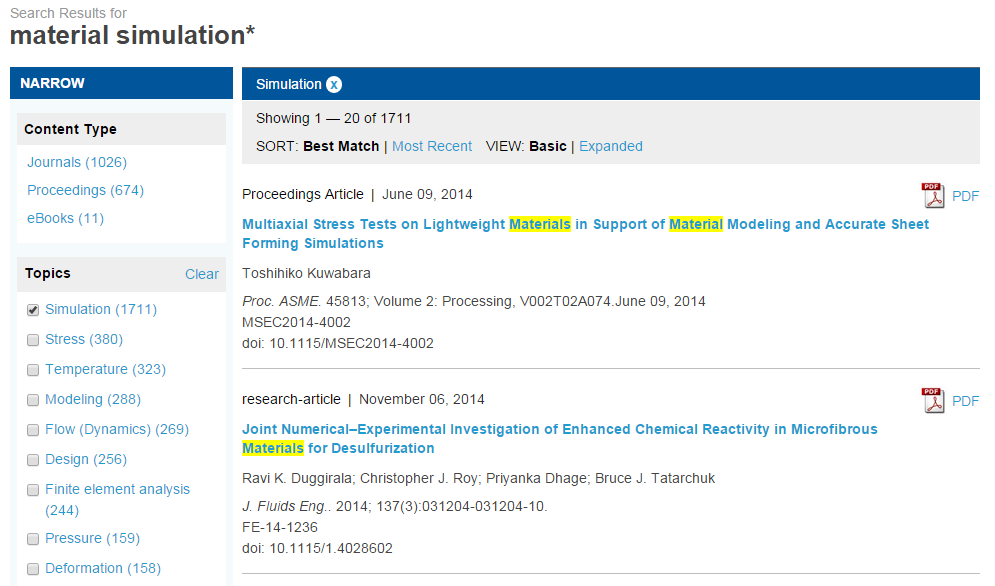 Search Results for
material simulation*
NARROW
Content Type
Journals (1026)
Proceedings (674)
eBooks (11)
Topics Clear
Simulation (1711)
Stress (380)
Temperature (323)
Modeling (288)
Flow (Dynamics) (269)
Design (256)
Finite element analysis
(244)
Pressure (159)
Deformation (158)
Simulation x
Showing 1 — 20 of 1711
SORT: Best Match | Most Recent VIEW: Basic | Expanded
Proceedings Article | June 09, 2014 PDF PDF
Multiaxial Stress Tests on Lightweight Materials in Support of Material Modeling and Accurate Sheet
Forming Simulations
Toshihiko Kuwabara
Proc. ASME. 45813; Volume 2: Processing, V002T02A074.June 09, 2014
MSEC2014-4002
doi: 10.1115/MSEC2014-4002
research-article | November 06, 2014 PDF PDF
Joint Numerical–Experimental Investigation of Enhanced Chemical Reactivity in Microfibrous
Materials for Desulfurization
Ravi K. Duggirala; Christopher J. Roy; Priyanka Dhage; Bruce J. Tatarchuk
J. Fluids Eng.. 2014; 137(3):031204-031204-10.
FE-14-1236
doi: 10.1115/1.4028602